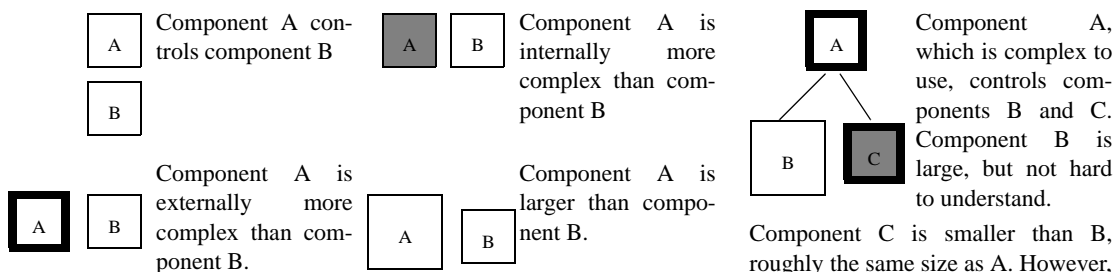 A
Component A con-
trols component B
B
A
B
Component A is
internally more
complex than com-
ponent B
A
B
Component A is
externally more
complex than com-
ponent B.
A
B
Component A is
larger than compo-
nent B.
A
B
C
Component A,
which is complex to
use, controls com-
ponents B and C.
Component B is
large, but not hard
to understand.
Component C is smaller than B,
roughly the same size as A. However,